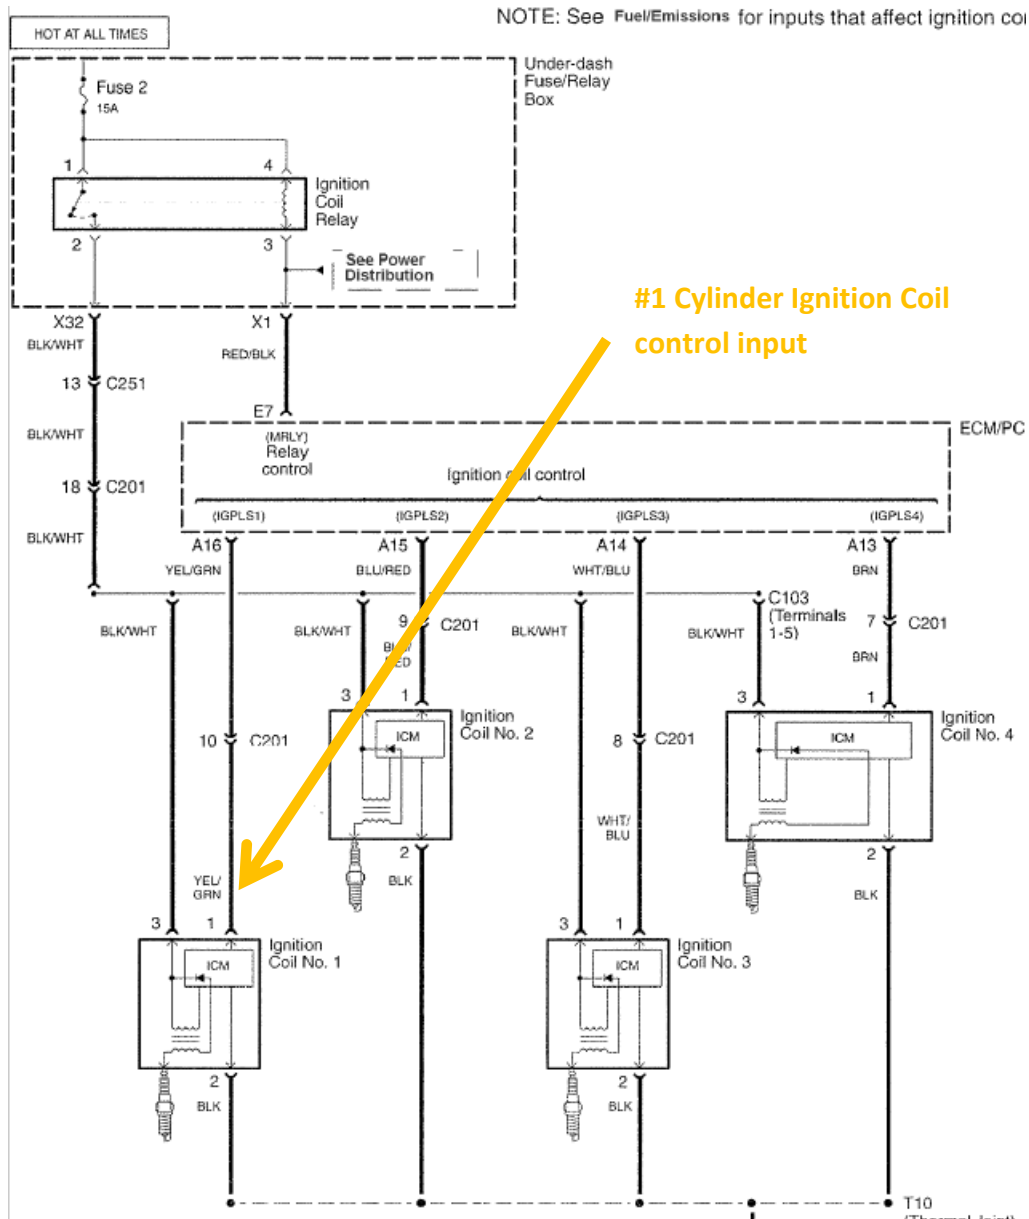 NOTE: See Fuel/Emissions for inputs that affect ignition co
HOT AT ALL TIMES
Under-dash
Fuse/Relay
Box
Fuse 2
15A
1
4
Ignition
Coil
Relay
2
3
See Power
Distribution
#1 Cylinder Ignition Coil
control input
X32
X1
BLK/WHT
RED/BLK
13
C251
E7
ECM/PC
BLK/WHT
(MRLY)
Relay
control
Ignition coil control
18
C201
(IGPLS1)
(IGPLS2)
(IGPLS3)
(IGPLS4)
BLK/WHT
A16
A15
A14
A13
YEL/GRN
BLU/RED
WHT/BLU
BRN
C103
(Terminals
1-5)
BLK/WHT
BLK/WHT
9
C201
BLK/WHT
BLK/WHT
7
C201
BLU/
RED
BRN
3
1
Ignition
Coil No. 2
ICM
3
1
Ignition
Coil No. 4
ICM
10
C201
8
C201
WHT/
BLU
2
BLK
2
BLK
YEL/
GRN
3
1
Ignition
Coil No. 1
ICM
3
1
Ignition
Coil No. 3
ICM
2
BLK
2
BLK
T10